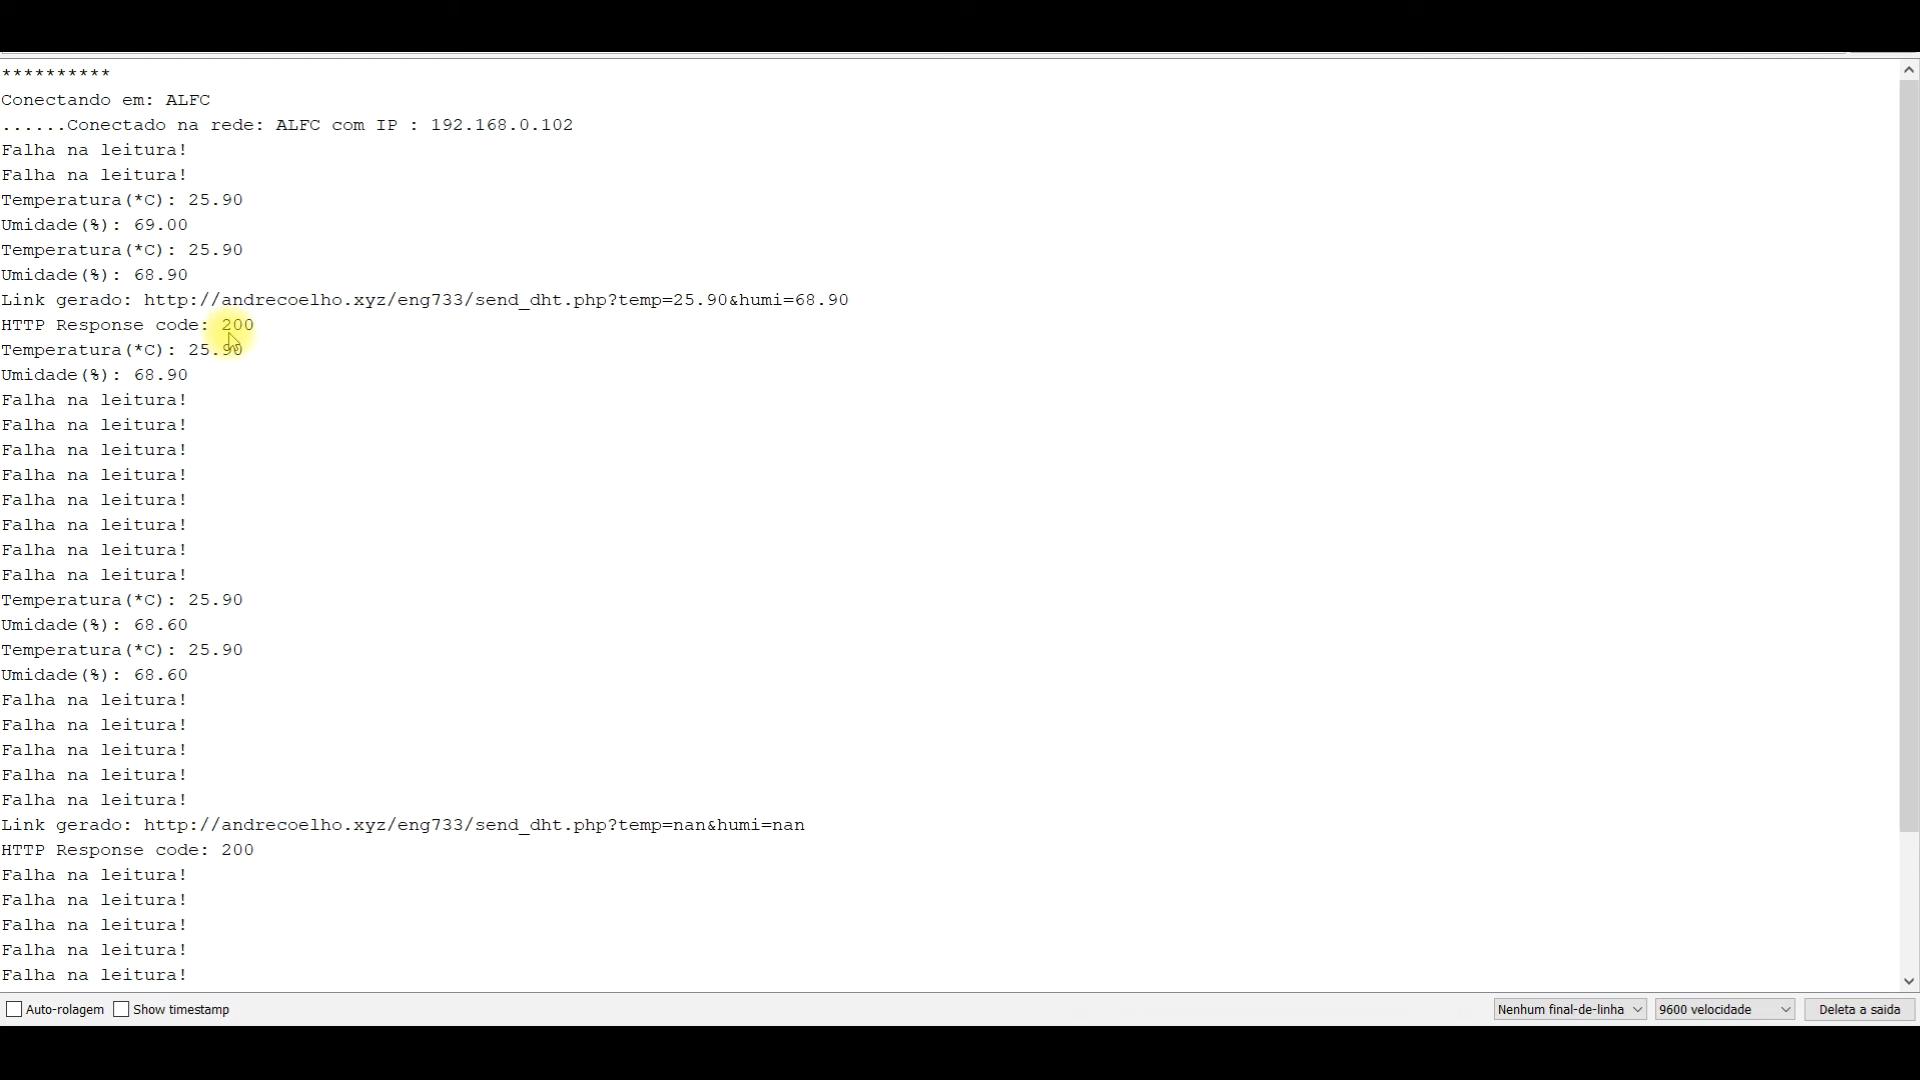 **********
Conectando em: ALFC
......Conectado na rede: ALFC com IP : 192.168.0.102
Falha na leitura!
Falha na leitura!
Temperatura(*C): 25.90
Umidade(%): 69.00
Temperatura(*C): 25.90
Umidade(%): 68.90
Link gerado: http://andrecoelho.xyz/eng733/send_dht.php?temp=25.90&humi=68.90
HTTP Response code: 200
Temperatura(*C): 25.90
Umidade(%): 68.90
Falha na leitura!
Falha na leitura!
Falha na leitura!
Falha na leitura!
Falha na leitura!
Falha na leitura!
Falha na leitura!
Falha na leitura!
Temperatura(*C): 25.90
Umidade(%): 68.60
Temperatura(*C): 25.90
Umidade(%): 68.60
Falha na leitura!
Falha na leitura!
Falha na leitura!
Falha na leitura!
Falha na leitura!
Link gerado: http://andrecoelho.xyz/eng733/send_dht.php?temp=nan&humi=nan
HTTP Response code: 200
Falha na leitura!
Falha na leitura!
Falha na leitura!
Falha na leitura!
Falha na leitura!
Auto-rolagem Show timestamp Nenhum final-de-linha 9600 velocidade Deleta a saida